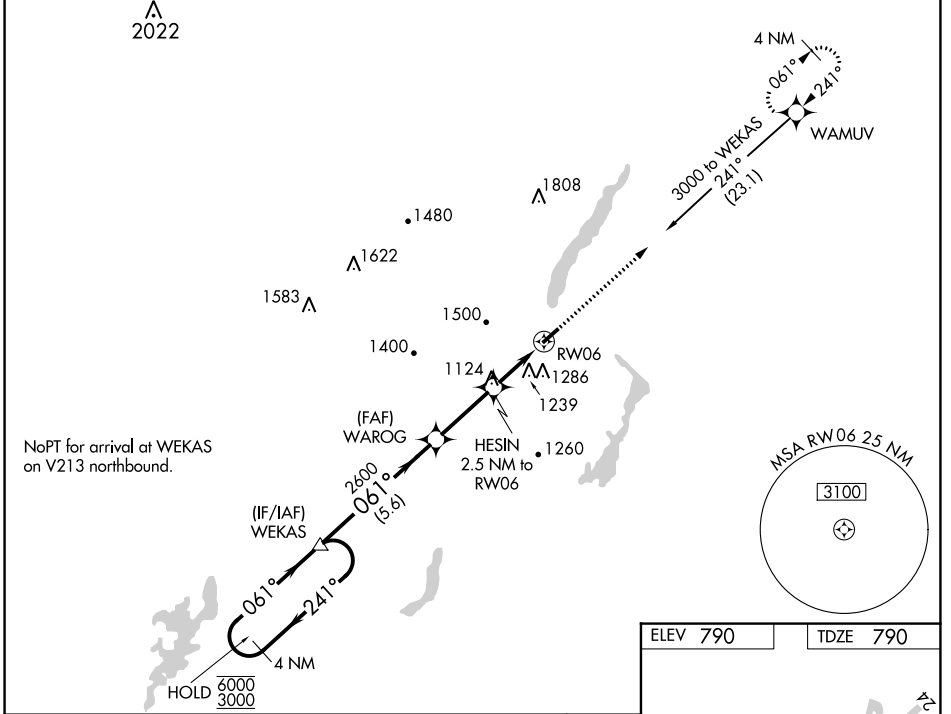 2022
4 NM
061°
241°
WAMUV
3000 to WEKAS
241°
(23.1)
1808
1480
1622
1583
1500
1400
RW06
1124
1286
1239
(FAF)
WAROG
HESIN
2.5 NM to
RW06
1260
NoPT for arrival at WEKAS
on V213 northbound.
2600
061°
(5.6)
(IF/IAF)
WEKAS
061°
241°
4 NM
HOLD 6000
3000
MSA RW06 25 NM
3100
ELEV 790
TDZE 790
24